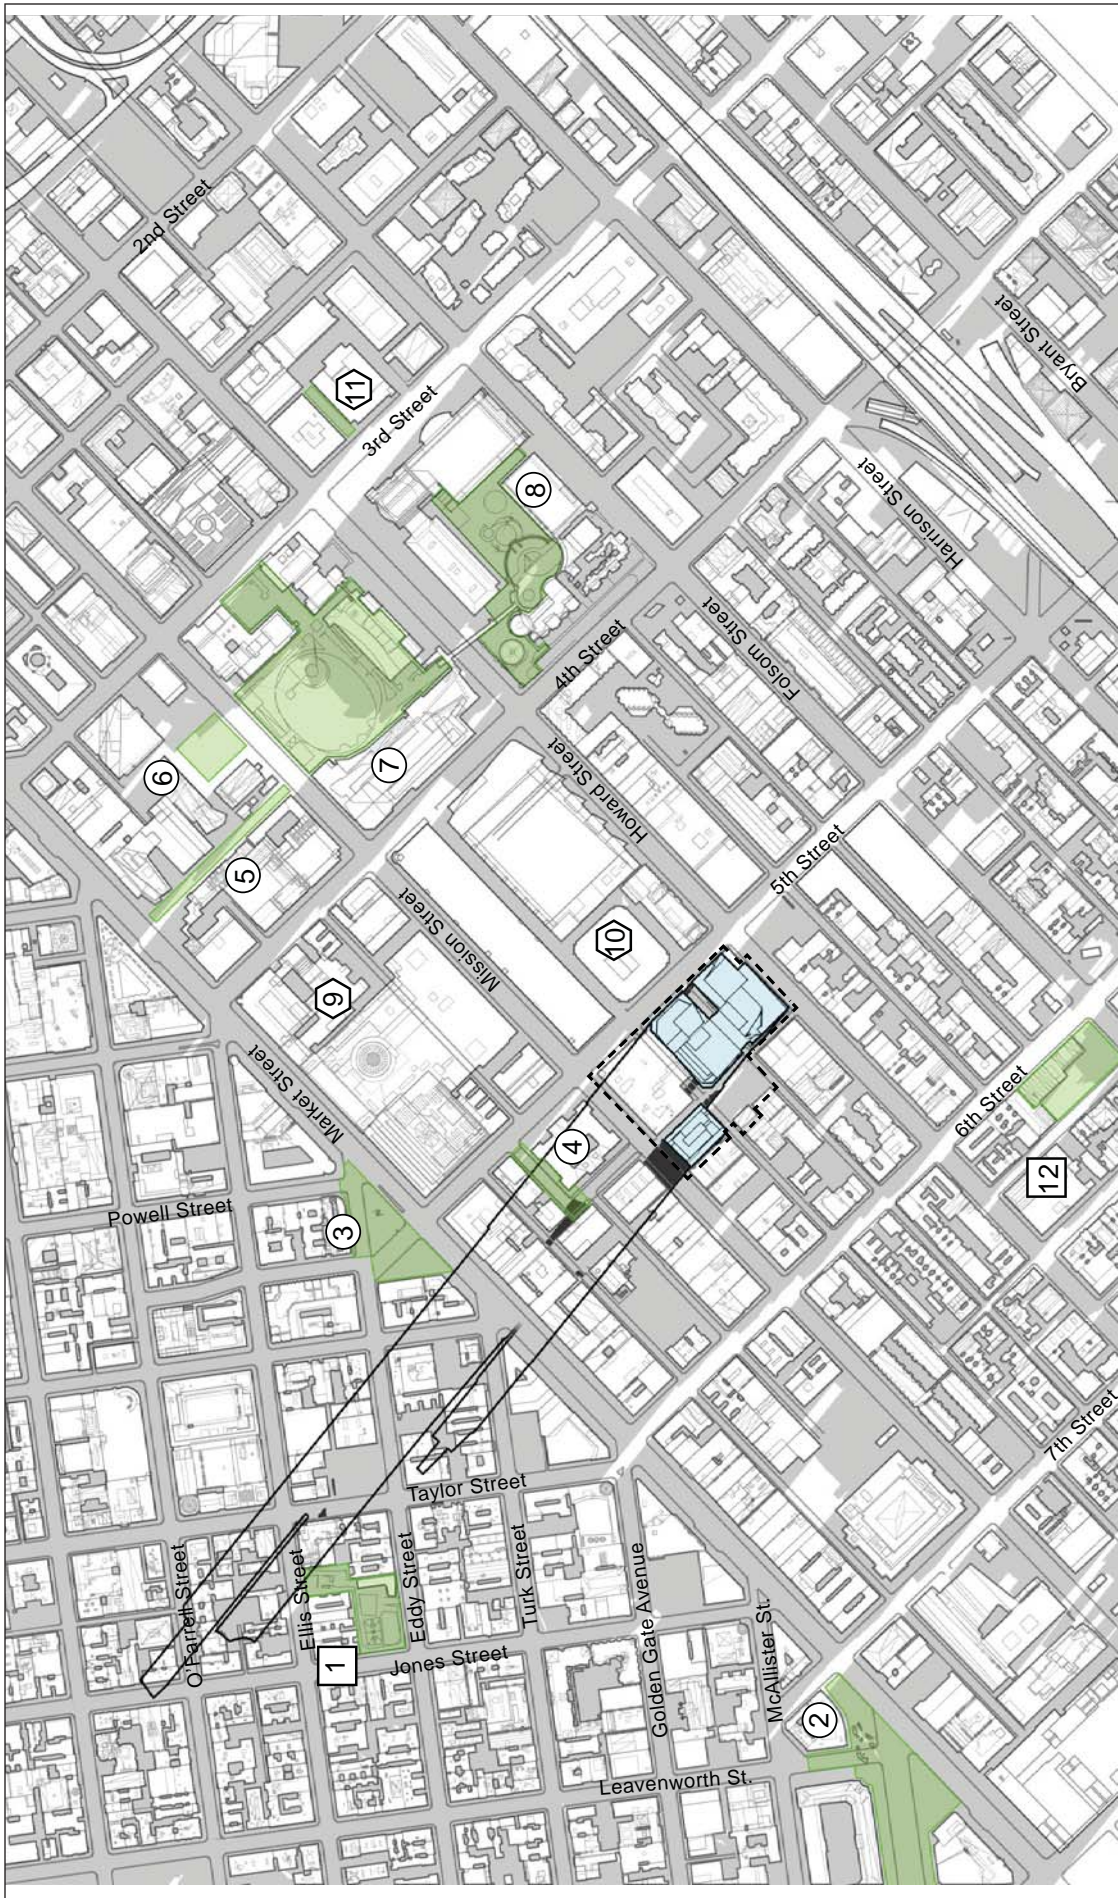 2nd Street
11
3rd Street
8
6
7
5
4th Street
Folsom Street
Harrison Street
Bryant Street
Howard Street
Mission Street
9
10
5th Street
Market Street
Powell Street
3
4
6th Street
12
7th Street
Taylor Street
O'Farrell Street
Ellis Street
Eddy Street
Turk Street
1
Jones Street
Golden Gate Avenue
McAllister St.
2
Leavenworth St.